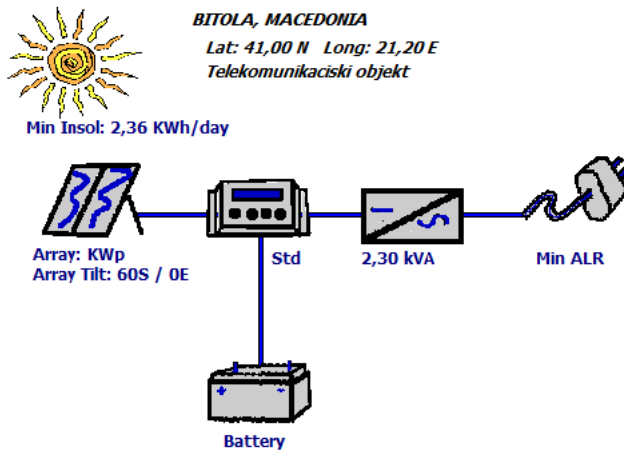 BITOLA, MACEDONIA
Lat: 41,00 N Long: 21,20 E
Telekomunikaciski objekt
Min Insol: 2,36 KWh/day
Array: KWp
Array Tilt: 60S / 0E
Std
2,30 kVA
Min ALR
Battery